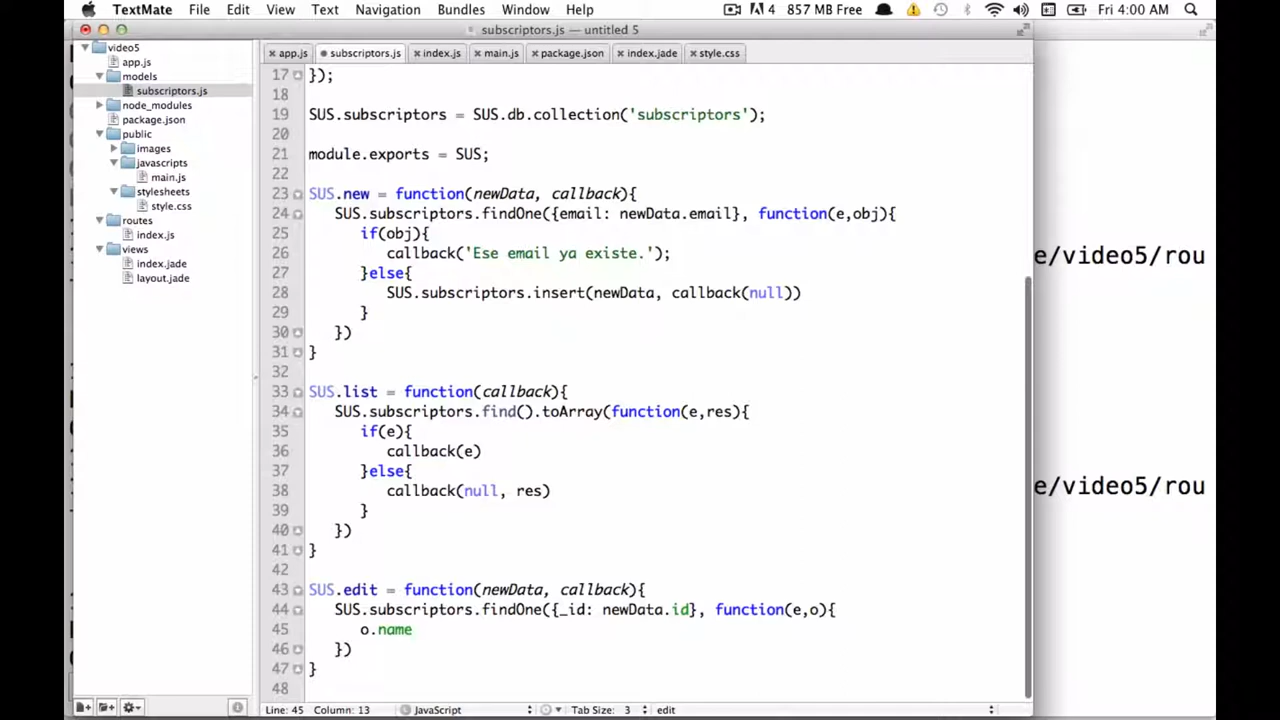 TextMate File Edit View Text Navigation Bundles Window Help 4 857 MB Free Fri 4:00 AM
subscriptors.js — untitled 5
video5
app.js
models
subscriptors.js
node_modules
package.json
public
images
javascripts
main.js
stylesheets
style.css
routes
index.js
views
index.jade
layout.jade
app.js subscriptors.js index.js main.js package.json index.jade style.css
17 });
18
19 SUS.subscriptors = SUS.db.collection('subscriptors');
20
21 module.exports = SUS;
22
23 SUS.new = function(newData, callback){
24 SUS.subscriptors.findOne({email: newData.email}, function(e,obj){
25 if(obj){
26 callback('Ese email ya existe.');
27 }else{
28 SUS.subscriptors.insert(newData, callback(null))
29 }
30 })
31 }
32
33 SUS.list = function(callback){
34 SUS.subscriptors.find().toArray(function(e,res){
35 if(e){
36 callback(e)
37 }else{
38 callback(null, res)
39 }
40 })
41 }
42
43 SUS.edit = function(newData, callback){
44 SUS.subscriptors.findOne({_id: newData.id}, function(e,o){
45 o.name
46 })
47 }
48
e/video5/rou
e/video5/rou
Line: 45 Column: 13 JavaScript Tab Size: 3 edit